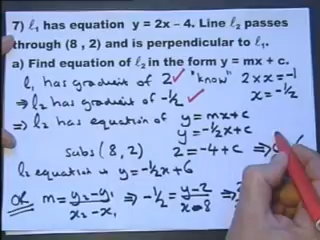 7) ℓ₁ has equation y = 2x – 4. Line ℓ₂ passes
through (8 , 2) and is perpendicular to ℓ₁.
a) Find equation of ℓ₂ in the form y = mx + c.
ℓ₁ has gradient of 2 ✓ "know" 2 × x = -1
⇒ ℓ₂ has gradient of -½ ✓ x = -½
⇒ ℓ₂ has equation of y = mx + c
y = -½x + c
Subs (8, 2) 2 = -4 + c ⇒
ℓ₂ equation is y = -½x + 6
OR m = y₂ - y₁ / x₂ - x₁ ⇒ -½ = y - 2 / x - 8 ⇒